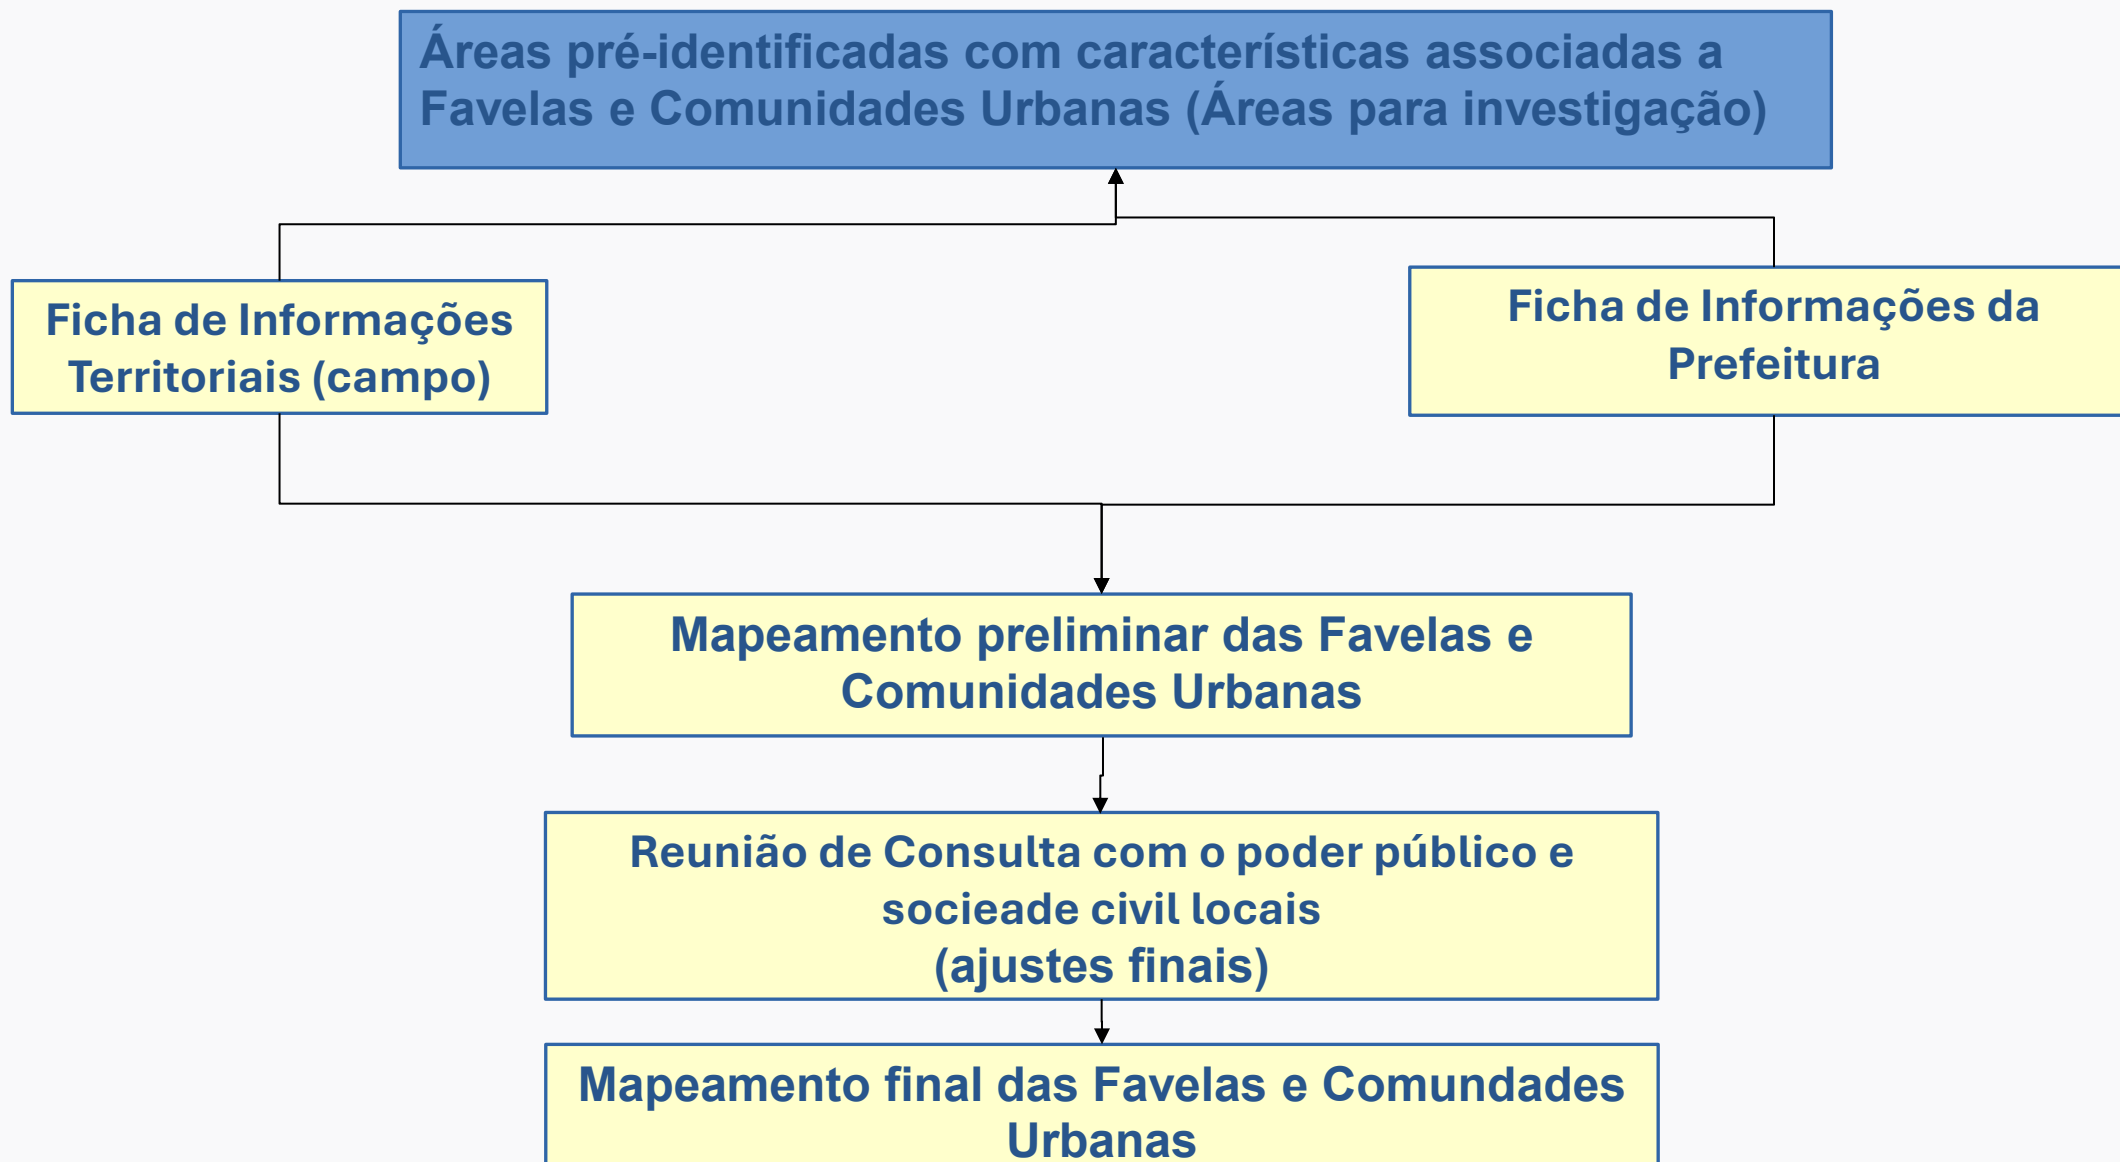 Áreas pré-identificadas com características associadas a
Favelas e Comunidades Urbanas (Áreas para investigação)
Ficha de Informações
Territoriais (campo)
Ficha de Informações da
Prefeitura
Mapeamento preliminar das Favelas e
Comunidades Urbanas
Reunião de Consulta com o poder público e
socieade civil locais
(ajustes finais)
Mapeamento final das Favelas e Comundades
Urbanas